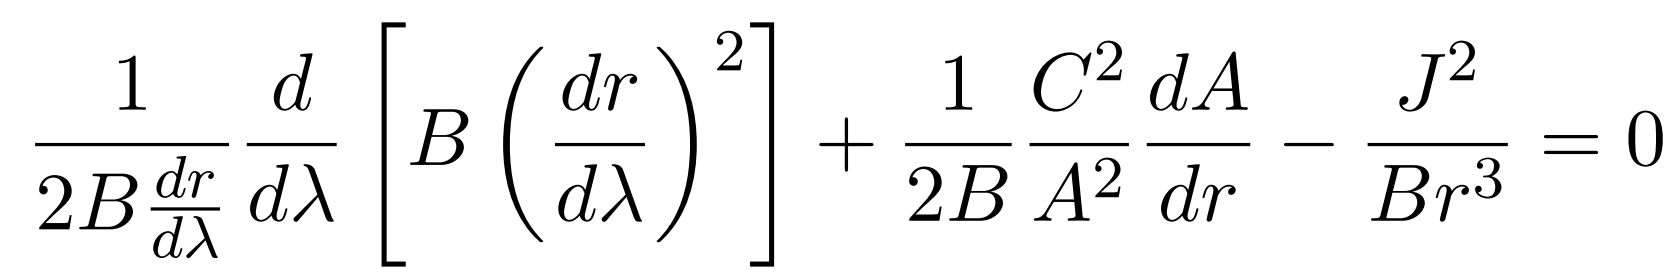 \frac{1}{2B\frac{dr}{d\lambda}} \frac{d}{d\lambda} \left[ B \left( \frac{dr}{d\lambda} \right)^2 \right] + \frac{1}{2B} \frac{C^2}{A^2} \frac{dA}{dr} - \frac{J^2}{Br^3} = 0